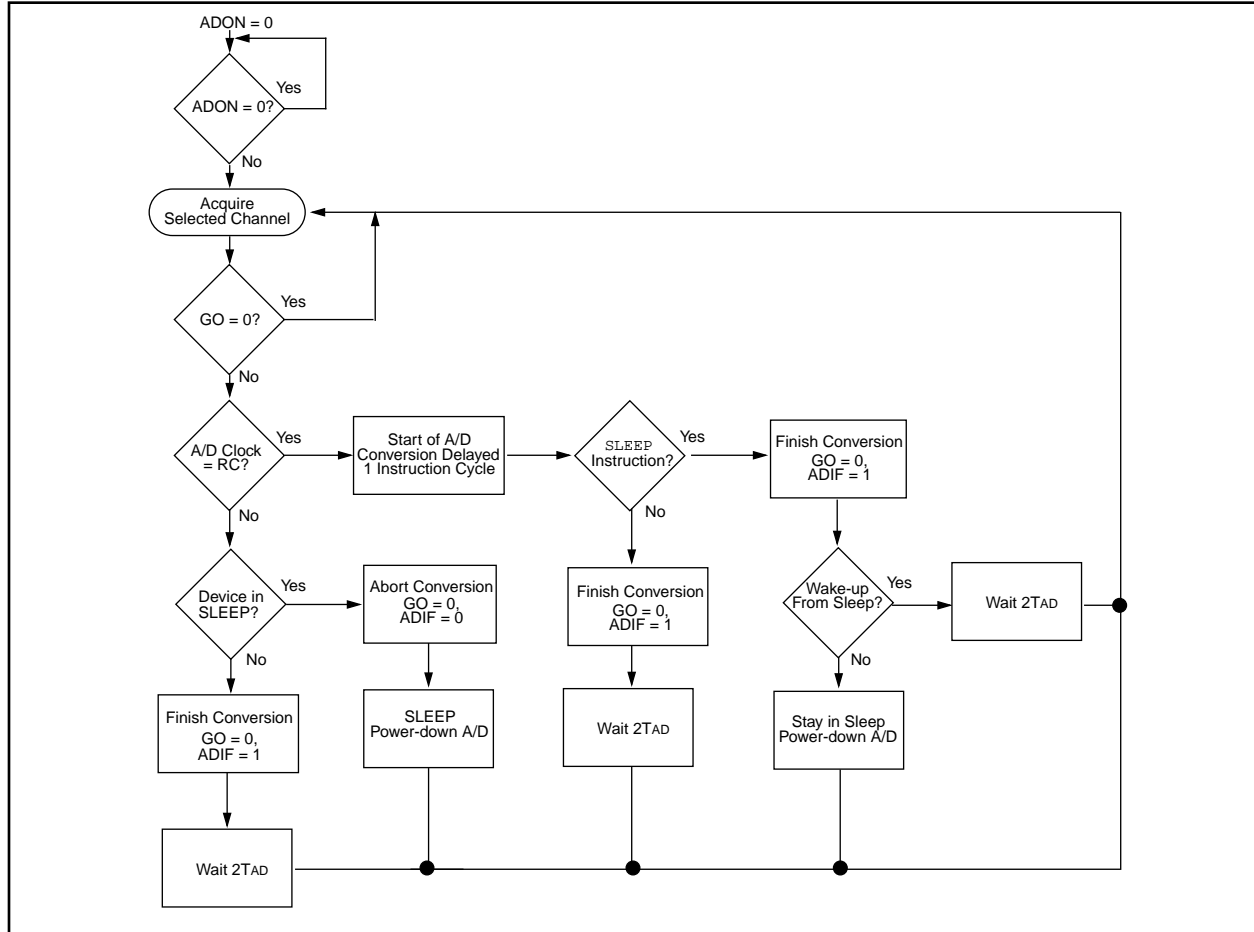 ADON = 0
ADON = 0?
Yes
No
Acquire
Selected Channel
GO = 0?
Yes
No
A/D Clock
= RC?
Yes
No
Start of A/D
Conversion Delayed
1 Instruction Cycle
SLEEP
Instruction?
Yes
No
Finish Conversion
GO = 0,
ADIF = 1
Device in
SLEEP?
Yes
No
Abort Conversion
GO = 0,
ADIF = 0
Finish Conversion
GO = 0,
ADIF = 1
Wake-up
From Sleep?
Yes
No
Wait 2TAD
Finish Conversion
GO = 0,
ADIF = 1
SLEEP
Power-down A/D
Wait 2TAD
Stay in Sleep
Power-down A/D
Wait 2TAD